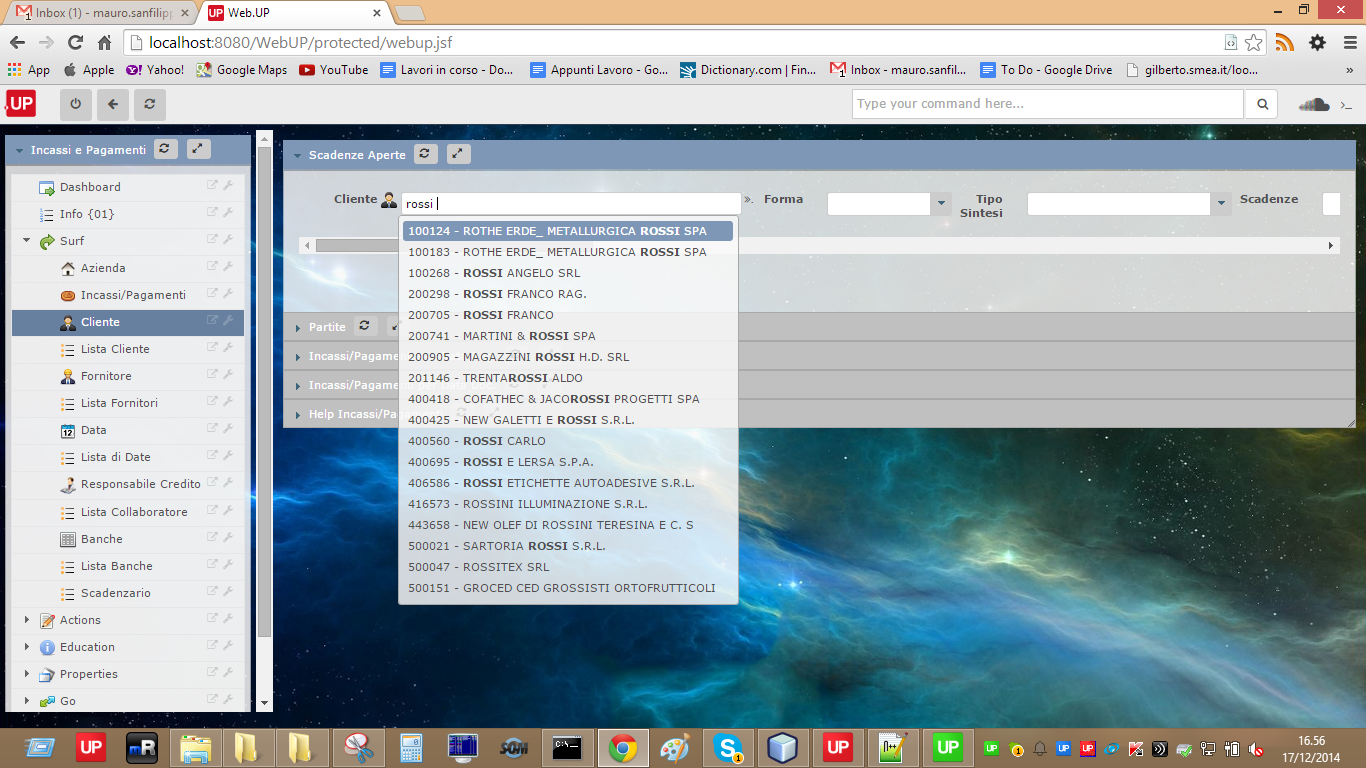 Inbox (1) - mauro.sanfilipp
Web.UP
localhost:8080/WebUP/protected/webup.jsf
App Apple Yahoo! Google Maps YouTube Lavori in corso - Do... Appunti Lavoro - Go... Dictionary.com | Fin... Inbox - mauro.sanfil... To Do - Google Drive gilberto.smea.it/loo... »
UP
Type your command here...
Incassi e Pagamenti
Dashboard
Info {01}
Surf
Azienda
Incassi/Pagamenti
Cliente
Lista Cliente
Fornitore
Lista Fornitori
Data
Lista di Date
Responsabile Credito
Lista Collaboratore
Banche
Lista Banche
Scadenzario
Actions
Education
Properties
Go
Scadenze Aperte
Cliente rossi ». Forma Tipo Sintesi Scadenze
100124 - ROTHE ERDE_ METALLURGICA ROSSI SPA
100183 - ROTHE ERDE_ METALLURGICA ROSSI SPA
100268 - ROSSI ANGELO SRL
200298 - ROSSI FRANCO RAG.
200705 - ROSSI FRANCO
200741 - MARTINI & ROSSI SPA
200905 - MAGAZZINI ROSSI H.D. SRL
201146 - TRENTAROSSI ALDO
400418 - COFATHEC & JACOROSSI PROGETTI SPA
400425 - NEW GALETTI E ROSSI S.R.L.
400560 - ROSSI CARLO
400695 - ROSSI E LERSA S.P.A.
406586 - ROSSI ETICHETTE AUTOADESIVE S.R.L.
416573 - ROSSINI ILLUMINAZIONE S.R.L.
443658 - NEW OLEF DI ROSSINI TERESINA E C. S
500021 - SARTORIA ROSSI S.R.L.
500047 - ROSSITEX SRL
500151 - GROCED CED GROSSISTI ORTOFRUTTICOLI
Partite
Incassi/Pagame
Incassi/Pagam
Help Incassi/Pag
16.56
17/12/2014